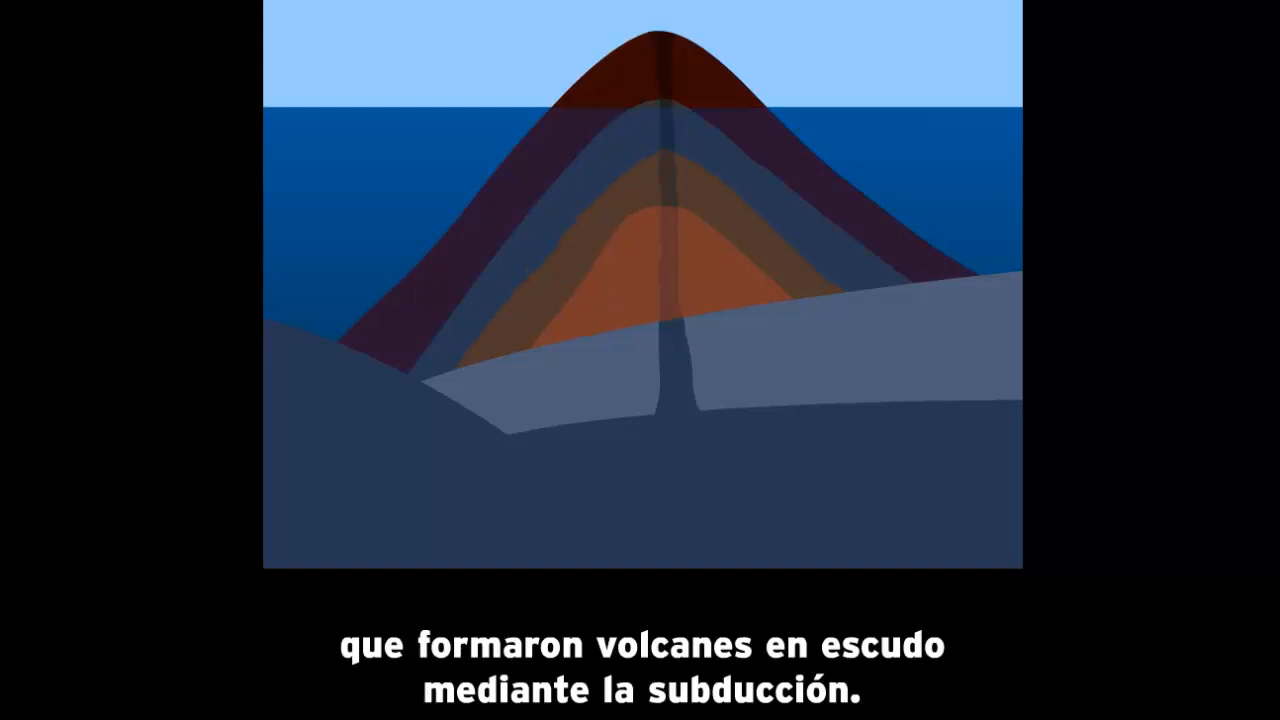 que formaron volcanes en escudo
mediante la subducción.